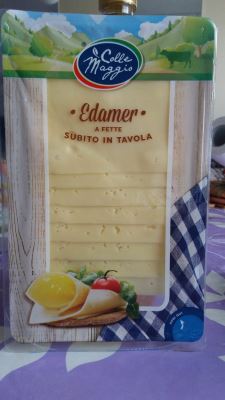 Colle
Maggio
• Edamer •
A FETTE
SUBITO IN TAVOLA